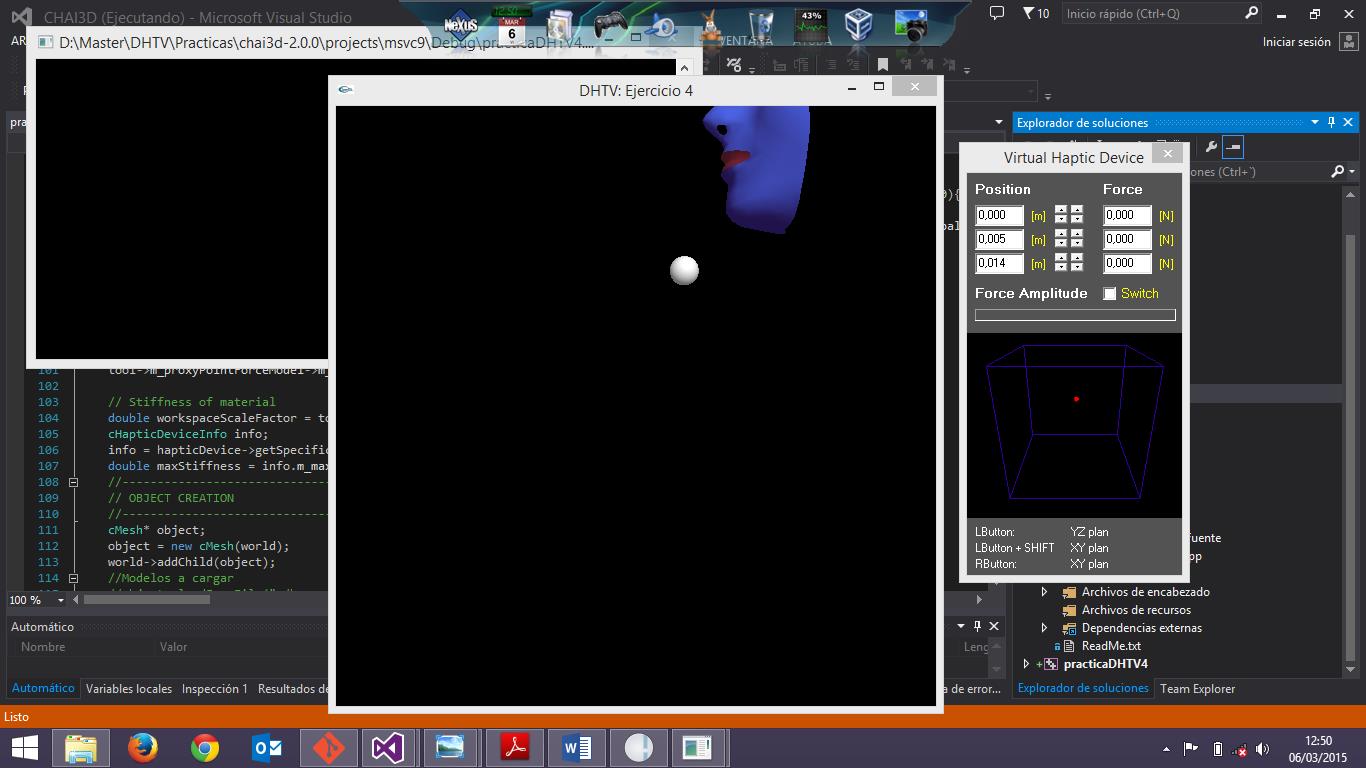 CHAI3D (Ejecutando) - Microsoft Visual Studio
NeXuS
12:50
MAR
6
43%
10
Inicio rápido (Ctrl+Q)
VENTANA
AYUDA
Iniciar sesión
D:\Master\DHTV\Practicas\chai3d-2.0.0\projects\msvc9\Debug\practicaDHTV4....
DHTV: Ejercicio 4
Explorador de soluciones
Virtual Haptic Device
ones (Ctrl+`)
Position
Force
0,000 [m] 0,000 [N]
0,005 [m] 0,000 [N]
0,014 [m] 0,000 [N]
Force Amplitude Switch
101 tool->m_proxyPointForceModel->m_
102
103 // Stiffness of material
104 double workspaceScaleFactor = to
105 cHapticDeviceInfo info;
106 info = hapticDevice->getSpecific
107 double maxStiffness = info.m_max
108 //-----------------------------
109 // OBJECT CREATION
110 //-----------------------------
111 cMesh* object;
112 object = new cMesh(world);
113 world->addChild(object);
114 //Modelos a cargar
LButton: YZ plan
LButton + SHIFT XY plan
RButton: XY plan
fuente
pp
Archivos de encabezado
Archivos de recursos
Dependencias externas
ReadMe.txt
practicaDHTV4
100 %
Automático
Nombre Valor
Leng
Automático Variables locales Inspección 1 Resultados de
a de error...
Explorador de soluciones Team Explorer
Listo
12:50
06/03/2015